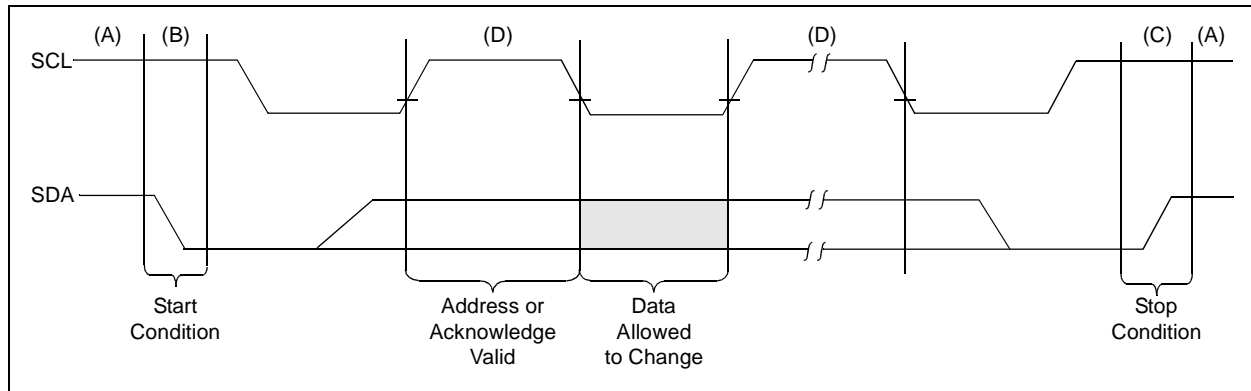 (A) (B) (D) (D) (C) (A)
SCL
SDA
Start
Condition
Address or
Acknowledge
Valid
Data
Allowed
to Change
Stop
Condition